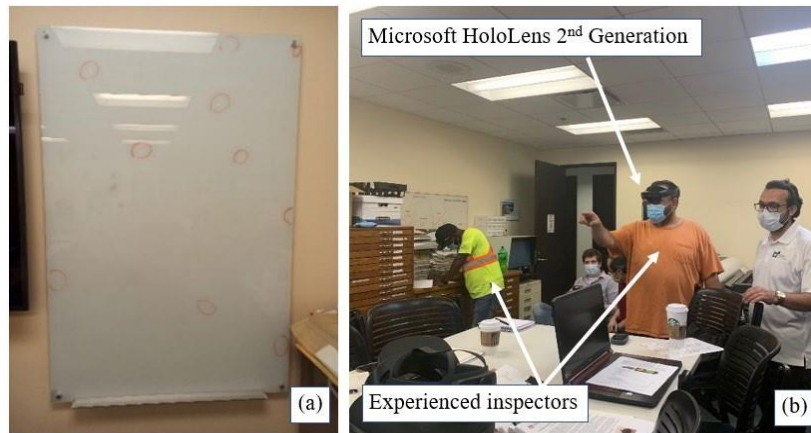 Microsoft HoloLens 2nd Generation
Experienced inspectors
(a)
(b)